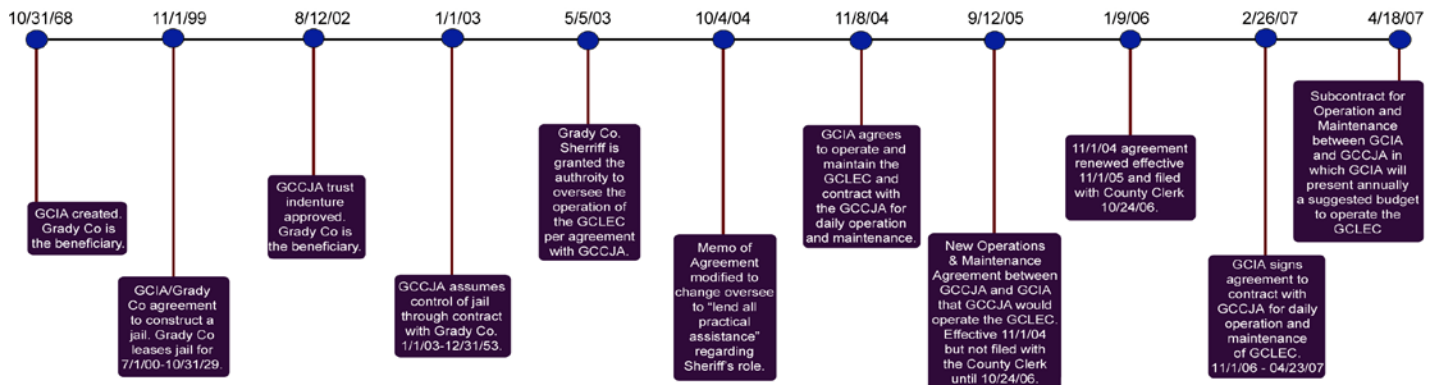 10/31/68
11/1/99
8/12/02
1/1/03
5/5/03
10/4/04
11/8/04
9/12/05
1/9/06
2/26/07
4/18/07
GCIA created.
Grady Co is
the beneficiary.
GCIA/Grady
Co agreement
to construct a
jail. Grady Co
leases jail for
7/1/00-10/31/29.
GCCJA trust
indenture
approved.
Grady Co is
the beneficiary.
GCCJA assumes
control of jail
through contract
with Grady Co.
1/1/03-12/31/53.
Grady Co.
Sherriff is
granted the
authroity to
oversee the
operation of
the GCLEC
per agreement
with GCCJA.
Memo of
Agreement
modified to
change oversee
to "lend all
practical
assistance"
regarding
Sheriff's role.
GCIA agrees
to operate and
maintain the
GCLEC and
contract with
the GCCJA for
daily operation
and maintenance.
New Operations
& Maintenance
Agreement between
GCCJA and GCIA
that GCCJA would
operate the GCLEC.
Effective 11/1/04
but not filed with
the County Clerk
until 10/24/06.
11/1/04 agreement
renewed effective
11/1/05 and filed
with County Clerk
10/24/06.
GCIA signs
agreement to
contract with
GCCJA for daily
operation and
maintenance
of GCLEC.
11/1/06 - 04/23/07
Subcontract for
Operation and
Maintenance
between GCIA
and GCCJA in
which GCIA will
present annually
a suggested budget
to operate the
GCLEC